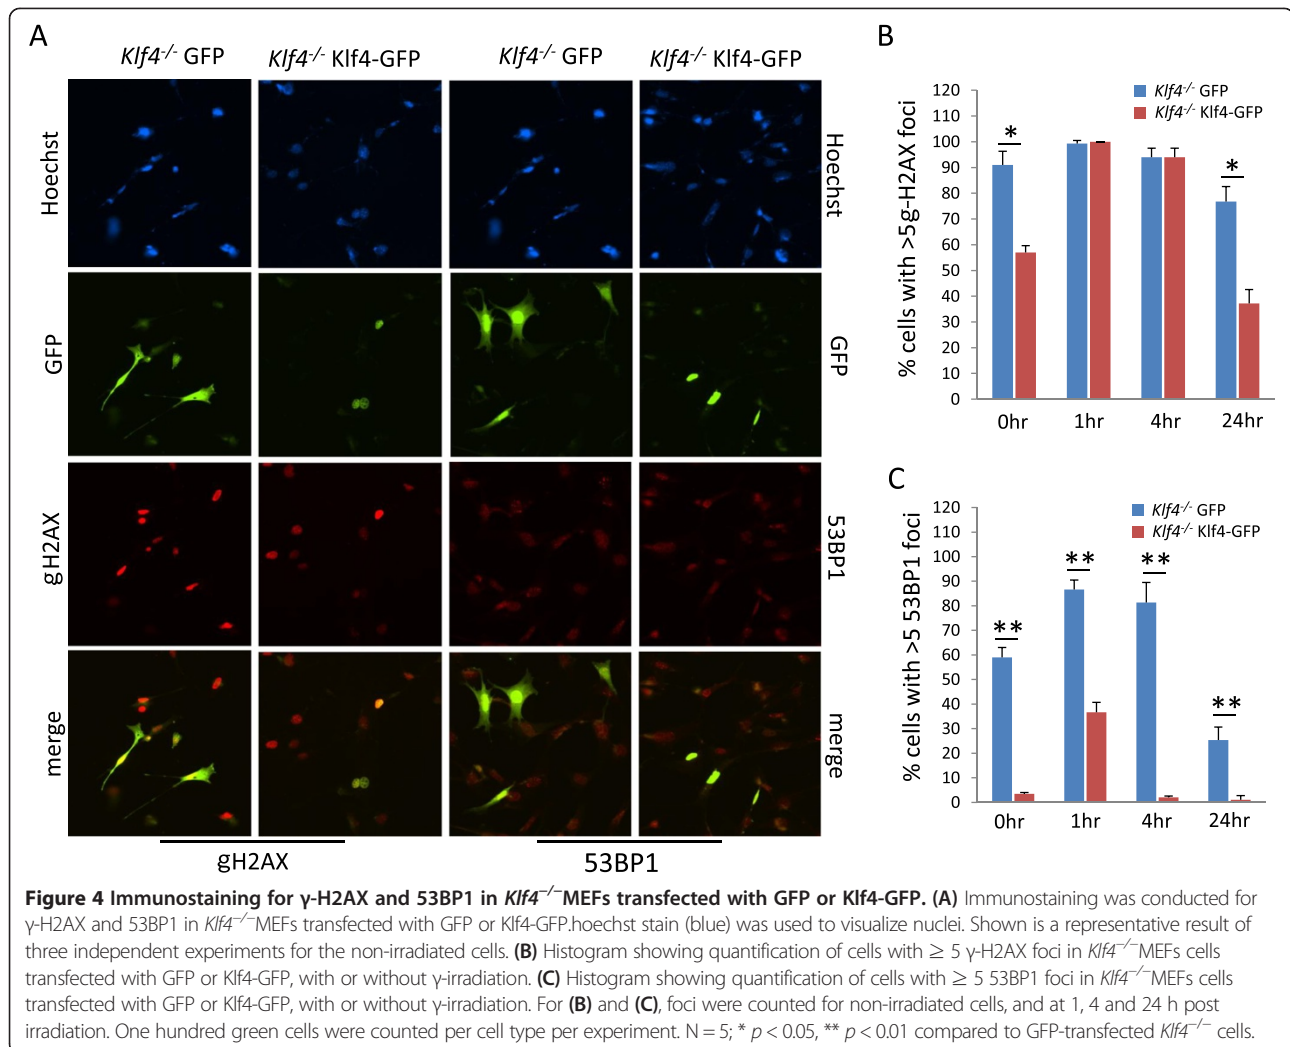 A
Klf4-/- GFP
Klf4-/- Klf4-GFP
Klf4-/- GFP
Klf4-/- Klf4-GFP
Hoechst
Hoechst
GFP
GFP
gH2AX
53BP1
merge
merge
gH2AX
53BP1
B
Klf4-/- GFP
Klf4-/- Klf4-GFP
% cells with >5g-H2AX foci
120
110
100
90
80
70
60
50
40
30
20
10
0
*
*
0hr
1hr
4hr
24hr
C
Klf4-/- GFP
Klf4-/- Klf4-GFP
% cells with >5 53BP1 foci
120
110
100
90
80
70
60
50
40
30
20
10
0
**
**
**
**
0hr
1hr
4hr
24hr
Figure 4 Immunostaining for γ-H2AX and 53BP1 in Klf4−/−MEFs transfected with GFP or Klf4-GFP. (A) Immunostaining was conducted for
γ-H2AX and 53BP1 in Klf4−/−MEFs transfected with GFP or Klf4-GFP.hoechst stain (blue) was used to visualize nuclei. Shown is a representative result of
three independent experiments for the non-irradiated cells. (B) Histogram showing quantification of cells with ≥ 5 γ-H2AX foci in Klf4−/−MEFs cells
transfected with GFP or Klf4-GFP, with or without γ-irradiation. (C) Histogram showing quantification of cells with ≥ 5 53BP1 foci in Klf4−/−MEFs cells
transfected with GFP or Klf4-GFP, with or without γ-irradiation. For (B) and (C), foci were counted for non-irradiated cells, and at 1, 4 and 24 h post
irradiation. One hundred green cells were counted per cell type per experiment. N = 5; * p < 0.05, ** p < 0.01 compared to GFP-transfected Klf4−/− cells.